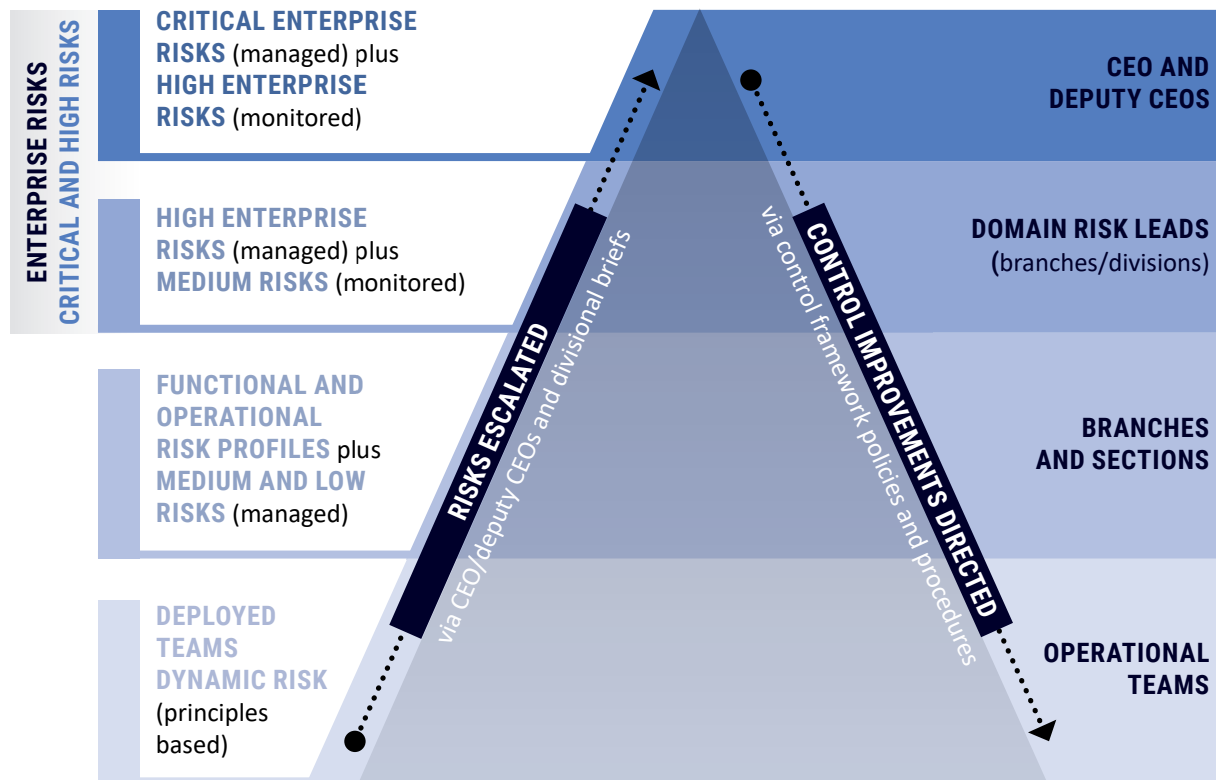 ENTERPRISE RISKS
CRITICAL AND HIGH RISKS
CRITICAL ENTERPRISE
RISKS (managed) plus
HIGH ENTERPRISE
RISKS (monitored)
CEO AND
DEPUTY CEOS
HIGH ENTERPRISE
RISKS (managed) plus
MEDIUM RISKS (monitored)
DOMAIN RISK LEADS
(branches/divisions)
FUNCTIONAL AND
OPERATIONAL
RISK PROFILES plus
MEDIUM AND LOW
RISKS (managed)
BRANCHES
AND SECTIONS
DEPLOYED
TEAMS
DYNAMIC RISK
(principles
based)
OPERATIONAL
TEAMS
RISKS ESCALATED
via CEO/deputy CEOs and divisional briefs
CONTROL IMPROVEMENTS DIRECTED
via control framework policies and procedures